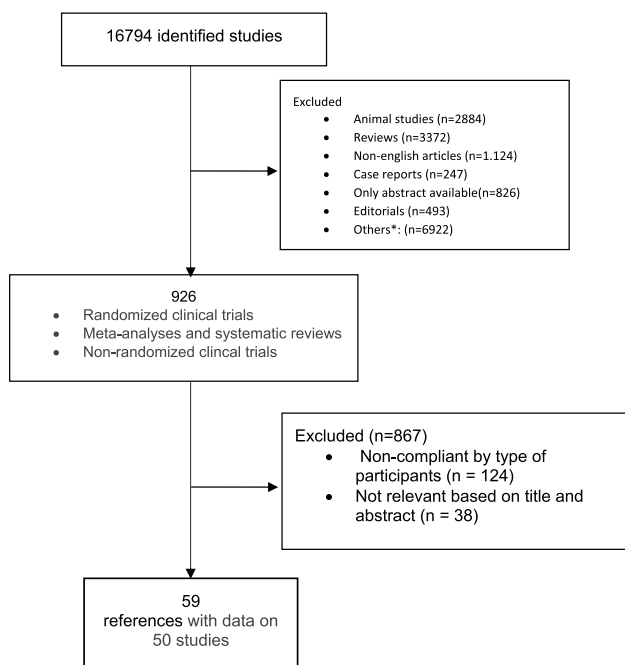 16794 identified studies
Excluded
• Animal studies (n=2884)
• Reviews (n=3372)
• Non-english articles (n=1.124)
• Case reports (n=247)
• Only abstract available(n=826)
• Editorials (n=493)
• Others*: (n=6922)
926
• Randomized clinical trials
• Meta-analyses and systematic reviews
• Non-randomized clincal trials
Excluded (n=867)
• Non-compliant by type of
participants (n = 124)
• Not relevant based on title and
abstract (n = 38)
59
references with data on
50 studies